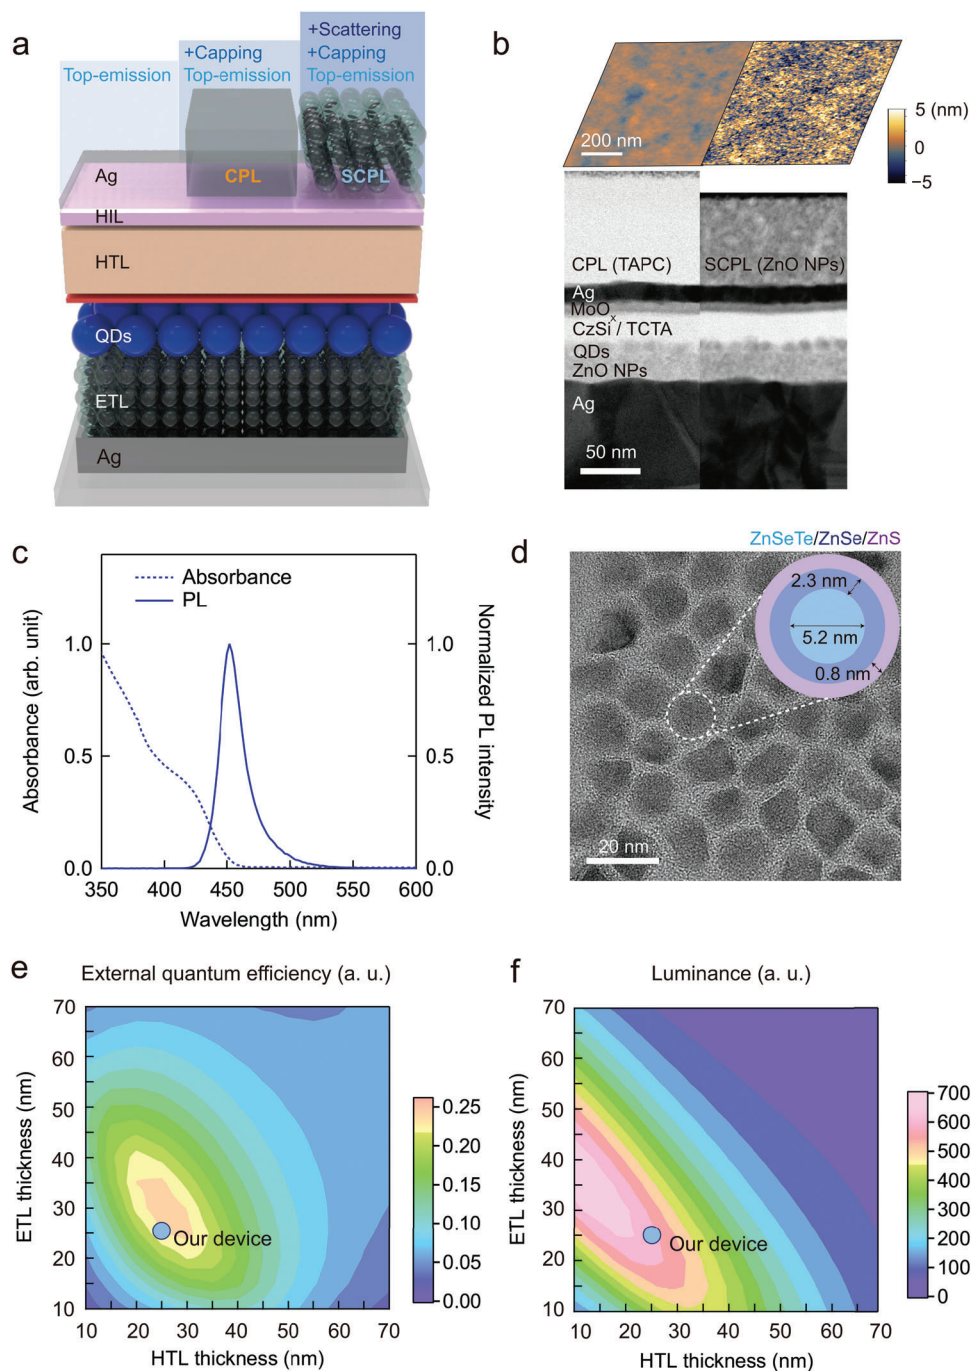 a
+Scattering
+Capping
+Capping
Top-emission
Top-emission
Top-emission
Ag
CPL
SCPL
HIL
HTL
QDs
ETL
Ag
b
200 nm
5 (nm)
−5
CPL (TAPC)
SCPL (ZnO NPs)
Ag
MoOx
CzSi / TCTA
QDs
ZnO NPs
Ag
50 nm
c
Absorbance
PL
Absorbance (arb. unit)
1.0
0.5
0.0
350 400 450 500 550 600
Wavelength (nm)
1.0
0.5
0.0
Normalized PL intensity
d
ZnSeTe/ZnSe/ZnS
2.3 nm
5.2 nm
0.8 nm
20 nm
e
External quantum efficiency (a. u.)
ETL thickness (nm)
70
60
50
40
30
20
10
Our device
10 20 30 40 50 60 70
HTL thickness (nm)
0.25
0.20
0.15
0.10
0.05
0.00
f
Luminance (a. u.)
ETL thickness (nm)
70
60
50
40
30
20
10
Our device
10 20 30 40 50 60 70
HTL thickness (nm)
700
600
500
400
300
200
100
0